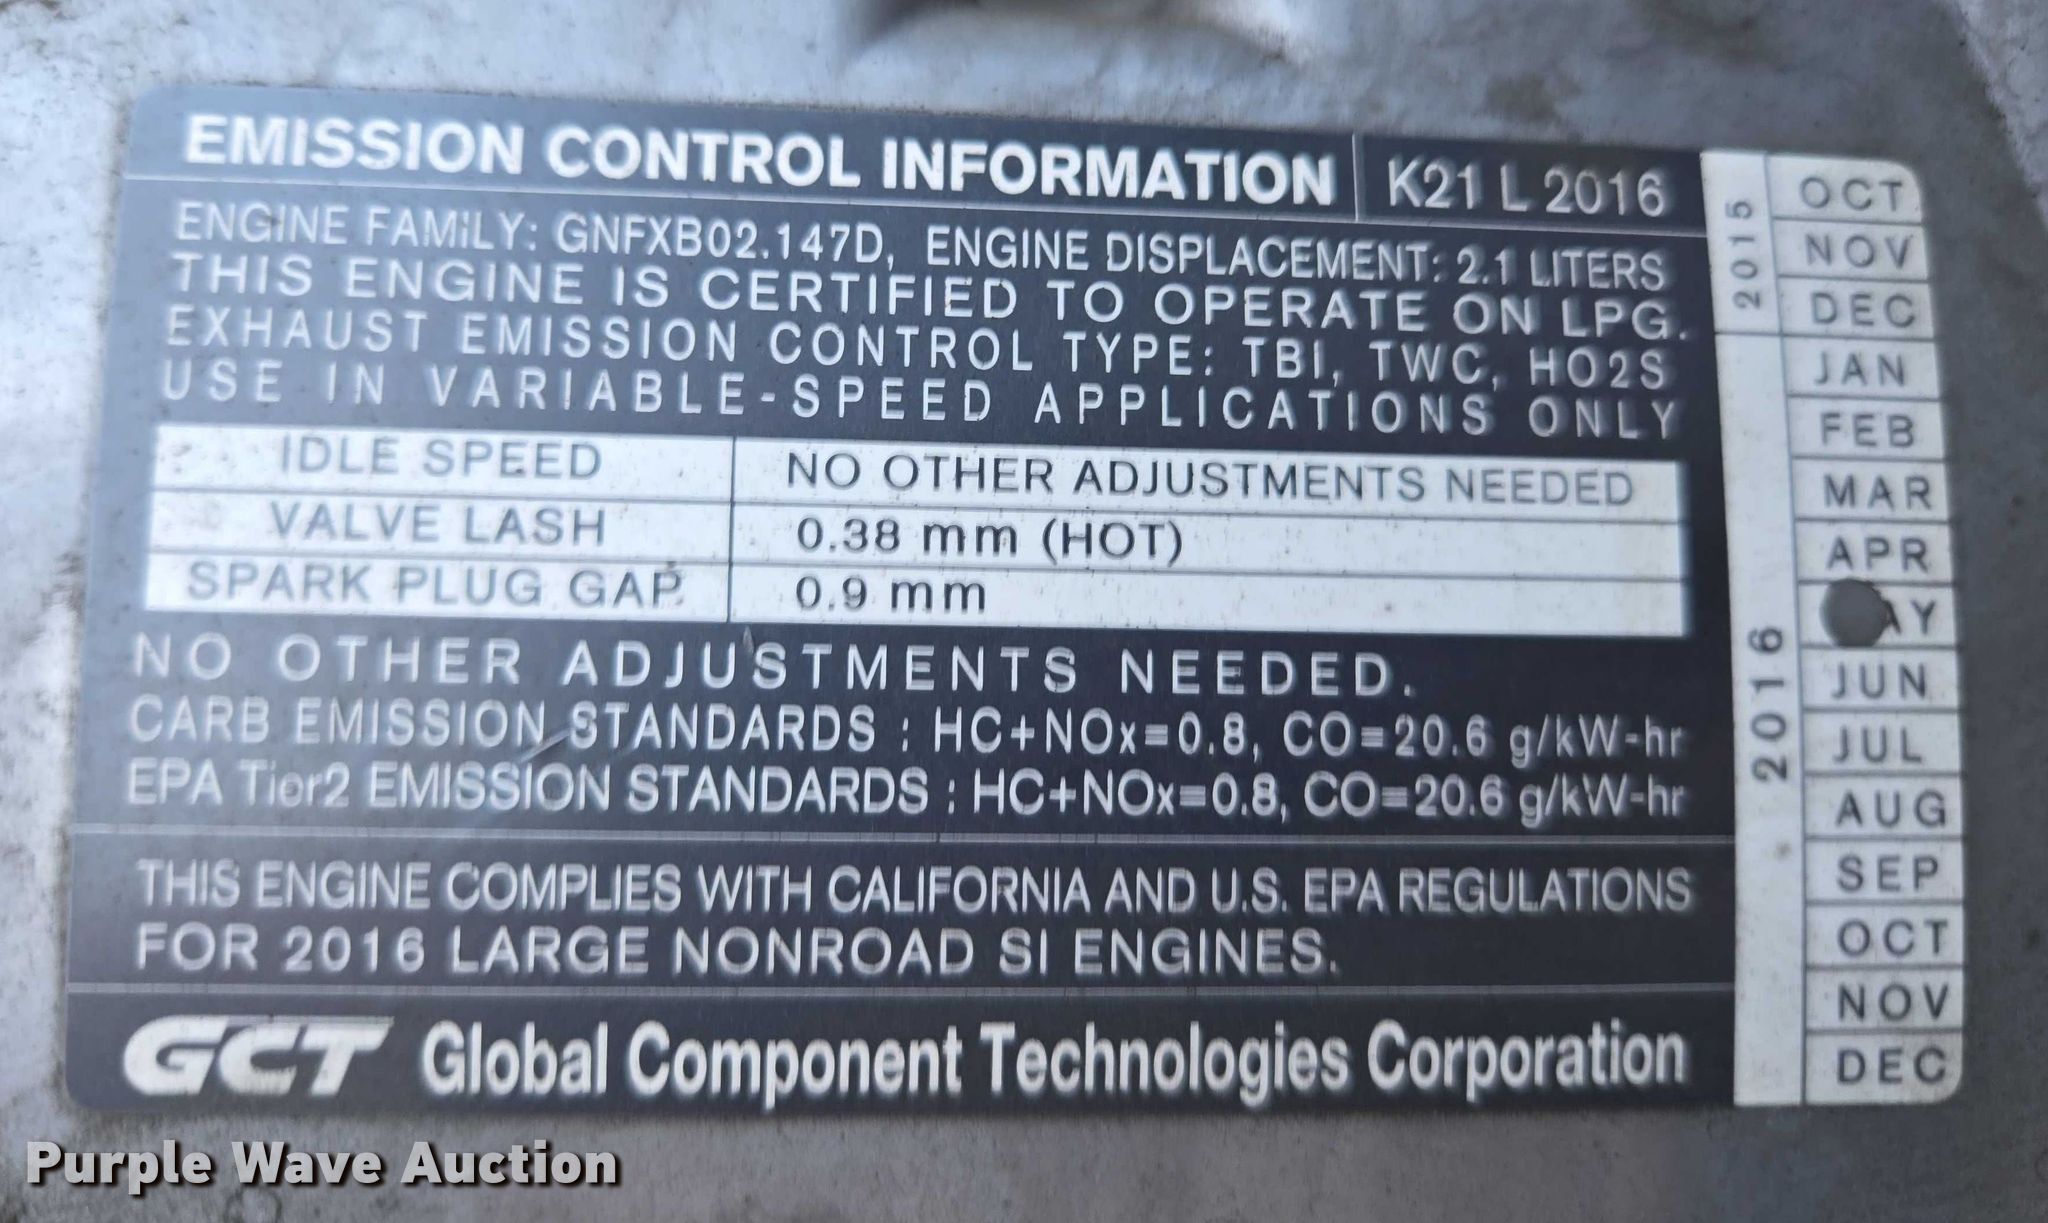 EMISSION CONTROL INFORMATION K21 L 2016
ENGINE FAMILY: GNFXB02.147D, ENGINE DISPLACEMENT: 2.1 LITERS
THIS ENGINE IS CERTIFIED TO OPERATE ON LPG.
EXHAUST EMISSION CONTROL TYPE: TBI, TWC, HO2S
USE IN VARIABLE-SPEED APPLICATIONS ONLY
IDLE SPEED NO OTHER ADJUSTMENTS NEEDED
VALVE LASH 0.38 mm (HOT)
SPARK PLUG GAP 0.9 mm
NO OTHER ADJUSTMENTS NEEDED.
CARB EMISSION STANDARDS : HC+NOx=0.8, CO=20.6 g/kW-hr
EPA Tier2 EMISSION STANDARDS : HC+NOx=0.8, CO=20.6 g/kW-hr
THIS ENGINE COMPLIES WITH CALIFORNIA AND U.S. EPA REGULATIONS
FOR 2016 LARGE NONROAD SI ENGINES.
GCT Global Component Technologies Corporation
2015
OCT
NOV
DEC
2016
JAN
FEB
MAR
APR
AY
JUN
JUL
AUG
SEP
OCT
NOV
DEC
Purple Wave Auction